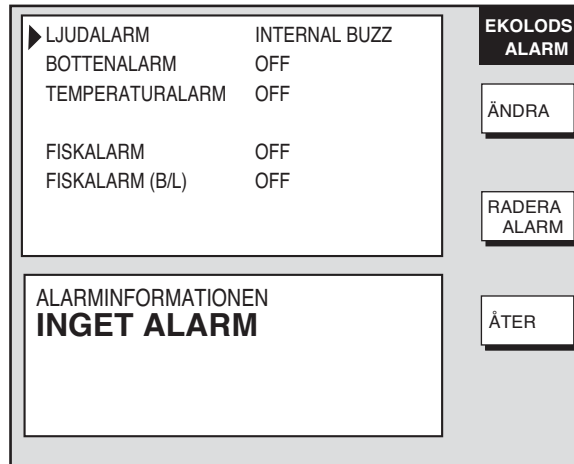 LJUDALARM INTERNAL BUZZ
BOTTENALARM OFF
TEMPERATURALARM OFF
FISKALARM OFF
FISKALARM (B/L) OFF
ALARMINFORMATIONEN
INGET ALARM
EKOLODS
ALARM
ÄNDRA
RADERA
ALARM
ÅTER